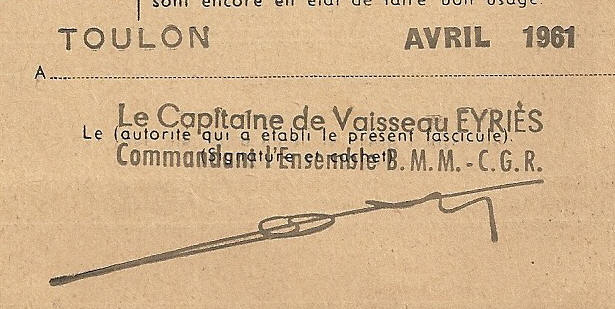 sont encore en état de faire bon usage.
TOULON AVRIL 1961
A
Le Capitaine de Vaisseau EYRIÈS
Le (autorité qui a établi le présent fascicule).
(Signature et cachet)
Commandant l'Ensemble B.M.M. - C.G.R.